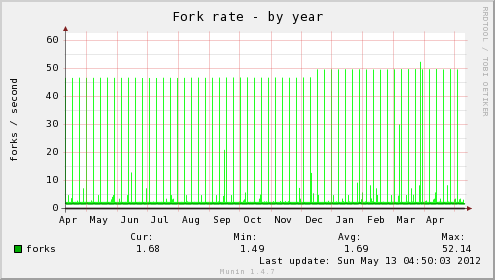 Fork rate - by year
RRDTOOL / TOBI OETIKER
forks / second
60
50
40
30
20
10
0
Apr May Jun Jul Aug Sep Oct Nov Dec Jan Feb Mar Apr
Cur: Min: Avg: Max:
forks 1.68 1.49 1.69 52.14
Last update: Sun May 13 04:50:03 2012
Munin 1.4.7